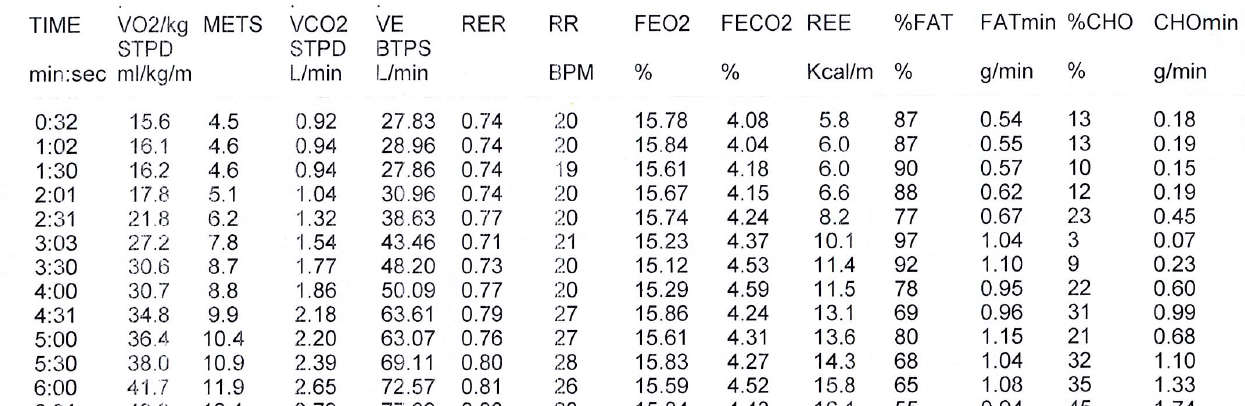 TIME VO2/kg METS VCO2 VE RER RR FEO2 FECO2 REE %FAT FATmin %CHO CHOmin
STPD STPD BTPS
min:sec ml/kg/m L/min L/min BPM % % Kcal/m % g/min % g/min
0:32 15.6 4.5 0.92 27.83 0.74 20 15.78 4.08 5.8 87 0.54 13 0.18
1:02 16.1 4.6 0.94 28.96 0.74 20 15.84 4.04 6.0 87 0.55 13 0.19
1:30 16.2 4.6 0.94 27.86 0.74 19 15.61 4.18 6.0 90 0.57 10 0.15
2:01 17.8 5.1 1.04 30.96 0.74 20 15.67 4.15 6.6 88 0.62 12 0.19
2:31 21.8 6.2 1.32 38.63 0.77 20 15.74 4.24 8.2 77 0.67 23 0.45
3:03 27.2 7.8 1.54 43.46 0.71 21 15.23 4.37 10.1 97 1.04 3 0.07
3:30 30.6 8.7 1.77 48.20 0.73 20 15.12 4.53 11.4 92 1.10 9 0.23
4:00 30.7 8.8 1.86 50.09 0.77 20 15.29 4.59 11.5 78 0.95 22 0.60
4:31 34.8 9.9 2.18 63.61 0.79 27 15.86 4.24 13.1 69 0.96 31 0.99
5:00 36.4 10.4 2.20 63.07 0.76 27 15.61 4.31 13.6 80 1.15 21 0.68
5:30 38.0 10.9 2.39 69.11 0.80 28 15.83 4.27 14.3 68 1.04 32 1.10
6:00 41.7 11.9 2.65 72.57 0.81 26 15.59 4.52 15.8 65 1.08 35 1.33